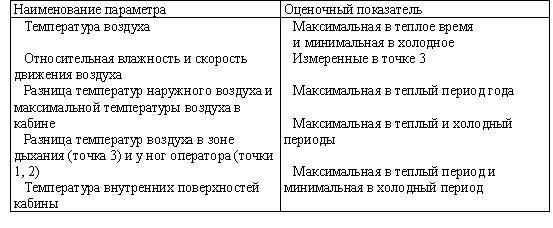 Наименование параметра Оценочный показатель
Температура воздуха Максимальная в теплое время
и минимальная в холодное
Относительная влажность и скорость Измеренные в точке 3
движения воздуха
Разница температур наружного воздуха и Максимальная в теплый период года
максимальной температуры воздуха в
кабине Максимальная в теплый и холодный
Разница температур воздуха в зоне периоды
дыхания (точка 3) и у ног оператора (точки
1, 2) Максимальная в теплый период и
Температура внутренних поверхностей минимальная в холодный период
кабины